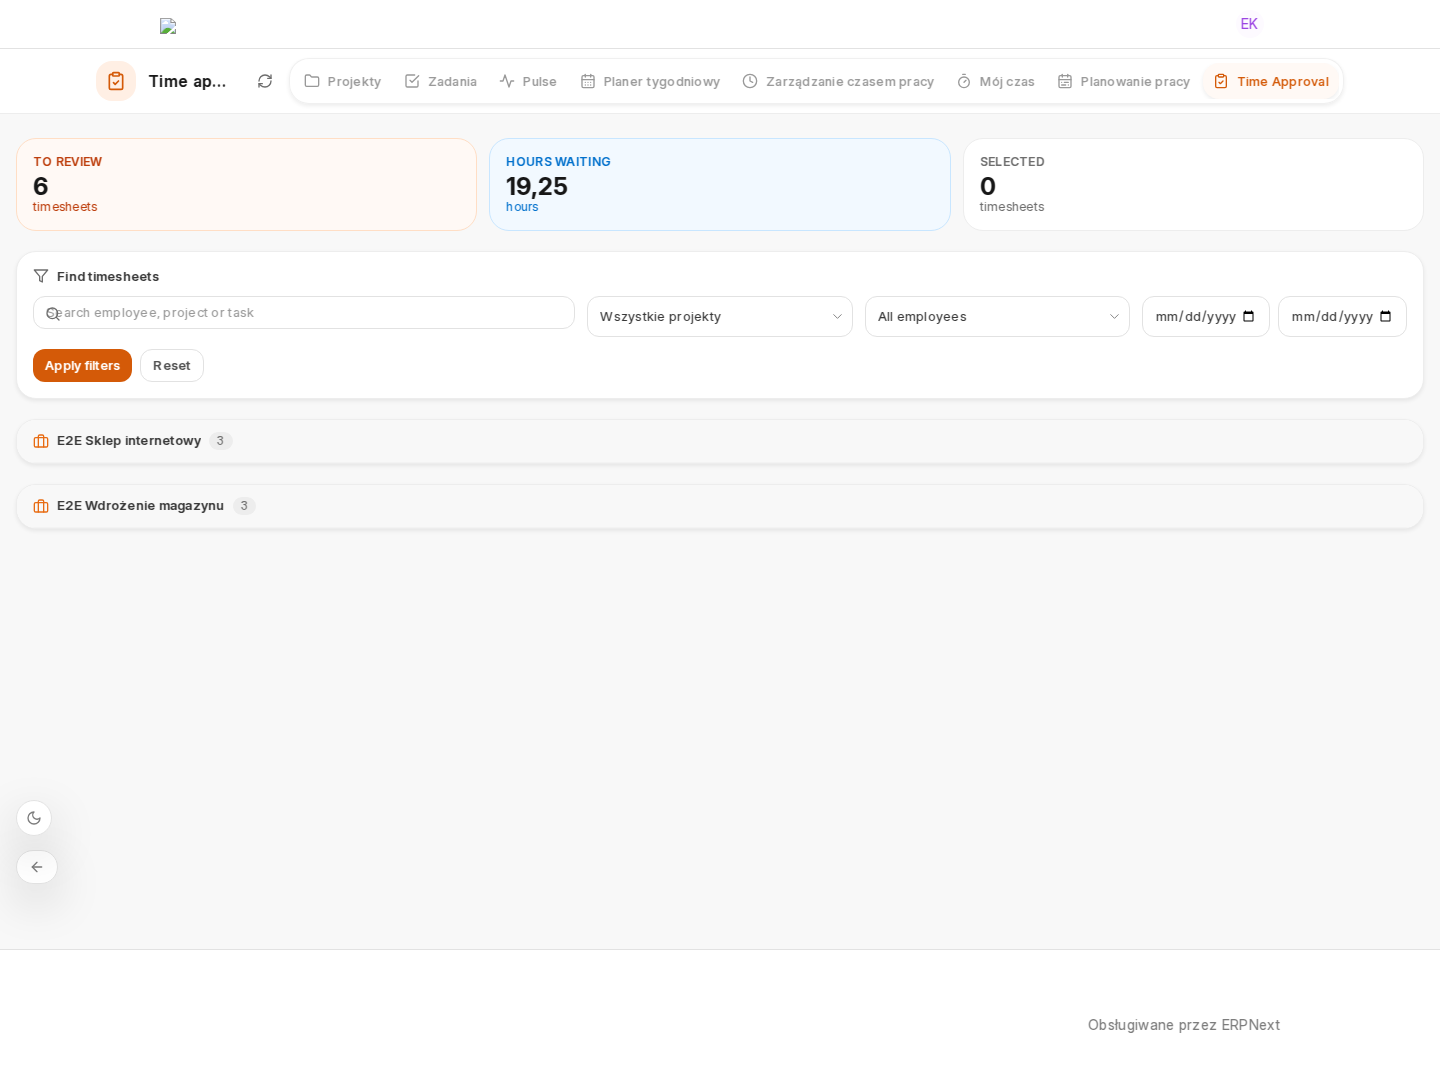 EK
Time ap...
Projekty
Zadania
Pulse
Planer tygodniowy
Zarządzanie czasem pracy
Mój czas
Planowanie pracy
Time Approval
TO REVIEW
6
timesheets
HOURS WAITING
19,25
hours
SELECTED
0
timesheets
Find timesheets
Search employee, project or task
Wszystkie projekty
All employees
mm/dd/yyyy
mm/dd/yyyy
Apply filters
Reset
E2E Sklep internetowy 3
E2E Wdrożenie magazynu 3
Obsługiwane przez ERPNext